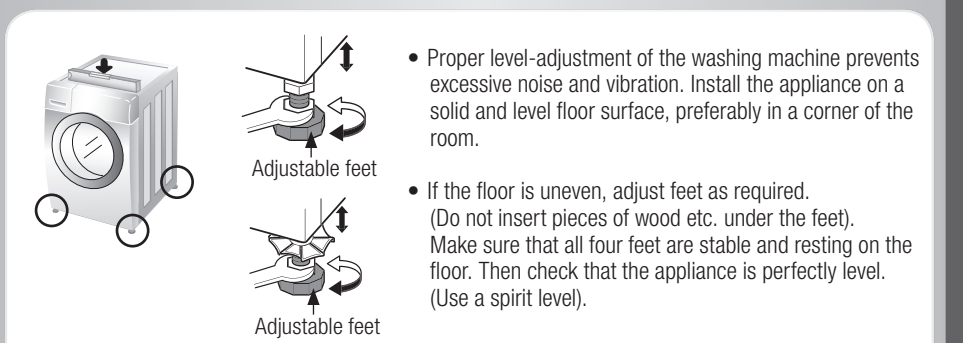 • Proper level-adjustment of the washing machine prevents
excessive noise and vibration. Install the appliance on a
solid and level floor surface, preferably in a corner of the
room.
Adjustable feet
• If the floor is uneven, adjust feet as required.
(Do not insert pieces of wood etc. under the feet).
Make sure that all four feet are stable and resting on the
floor. Then check that the appliance is perfectly level.
(Use a spirit level).
Adjustable feet